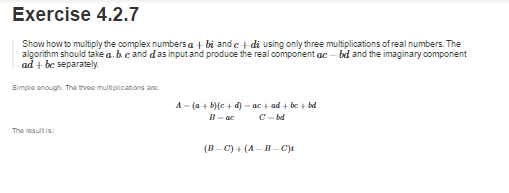 Exercise 4.2.7
Show how to multiply the complex numbers a + bi and c + di using only three multiplications of real numbers. The
algorithm should take a, b, c and d as input and produce the real component ac − bd and the imaginary component
ad + bc separately.
Simple enough. The three multiplications are:
A = (a + b)(c + d) = ac + ad + bc + bd
B = ac C = bd
The result is:
(B − C) + (A − B − C)i